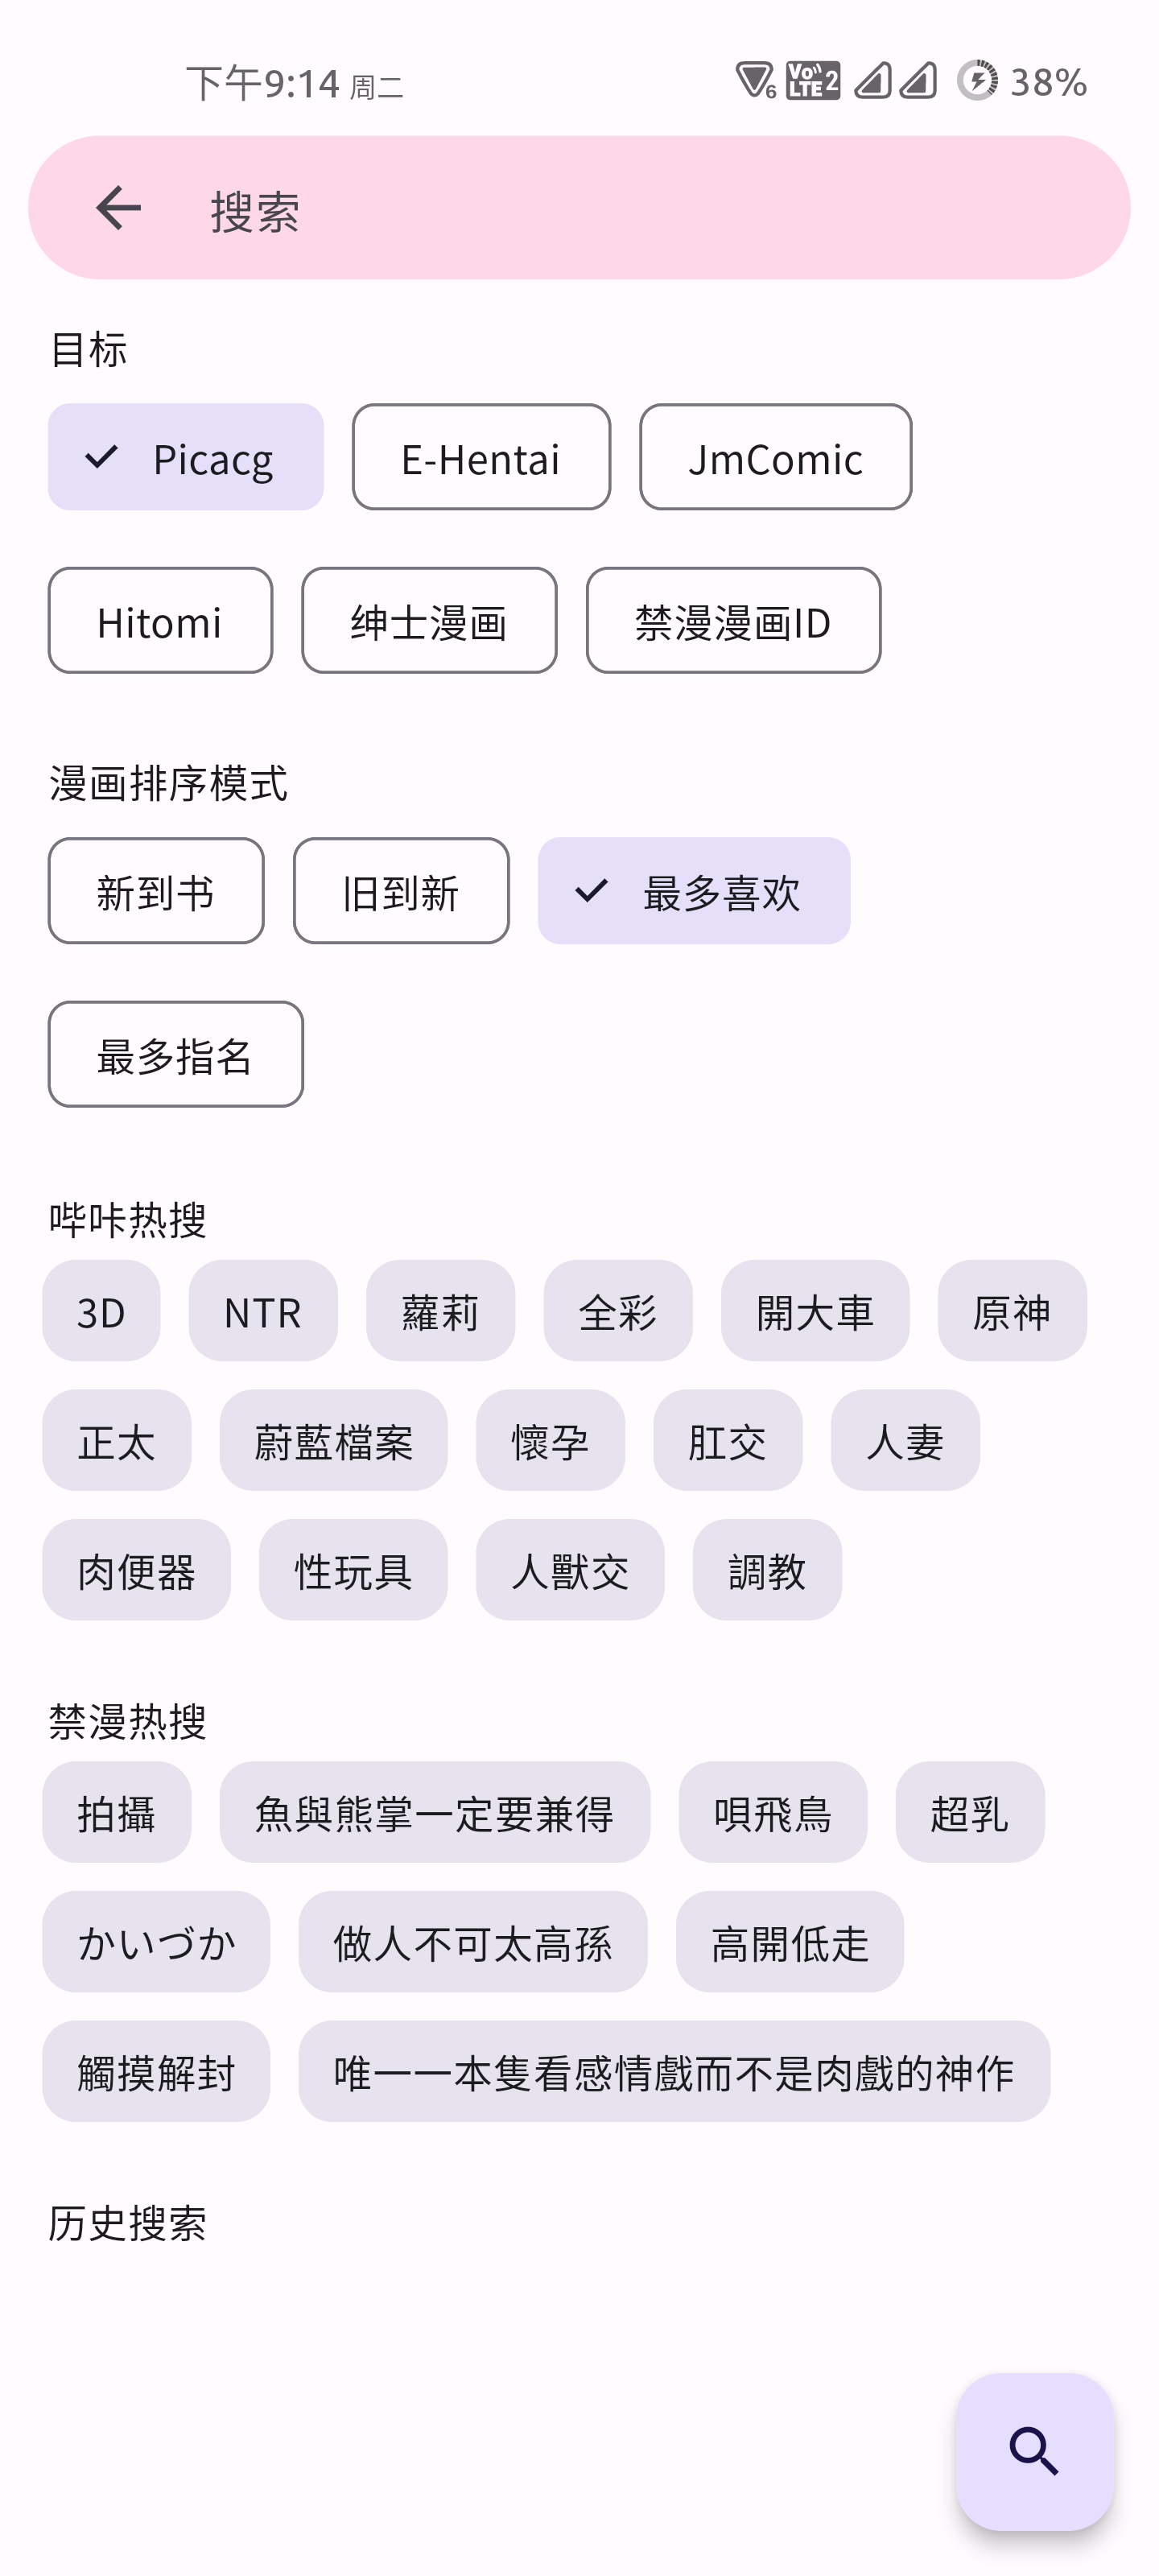 下午9:14 周二 6 Vo LTE 2 38%
搜索
目标
Picacg E-Hentai JmComic
Hitomi 绅士漫画 禁漫漫画ID
漫画排序模式
新到书 旧到新 最多喜欢
最多指名
哔咔热搜
3D NTR 蘿莉 全彩 開大車 原神
正太 蔚藍檔案 懷孕 肛交 人妻
肉便器 性玩具 人獸交 調教
禁漫热搜
拍攝 魚與熊掌一定要兼得 唄飛鳥 超乳
かいづか 做人不可太高孫 高開低走
觸摸解封 唯一一本隻看感情戲而不是肉戲的神作
历史搜索